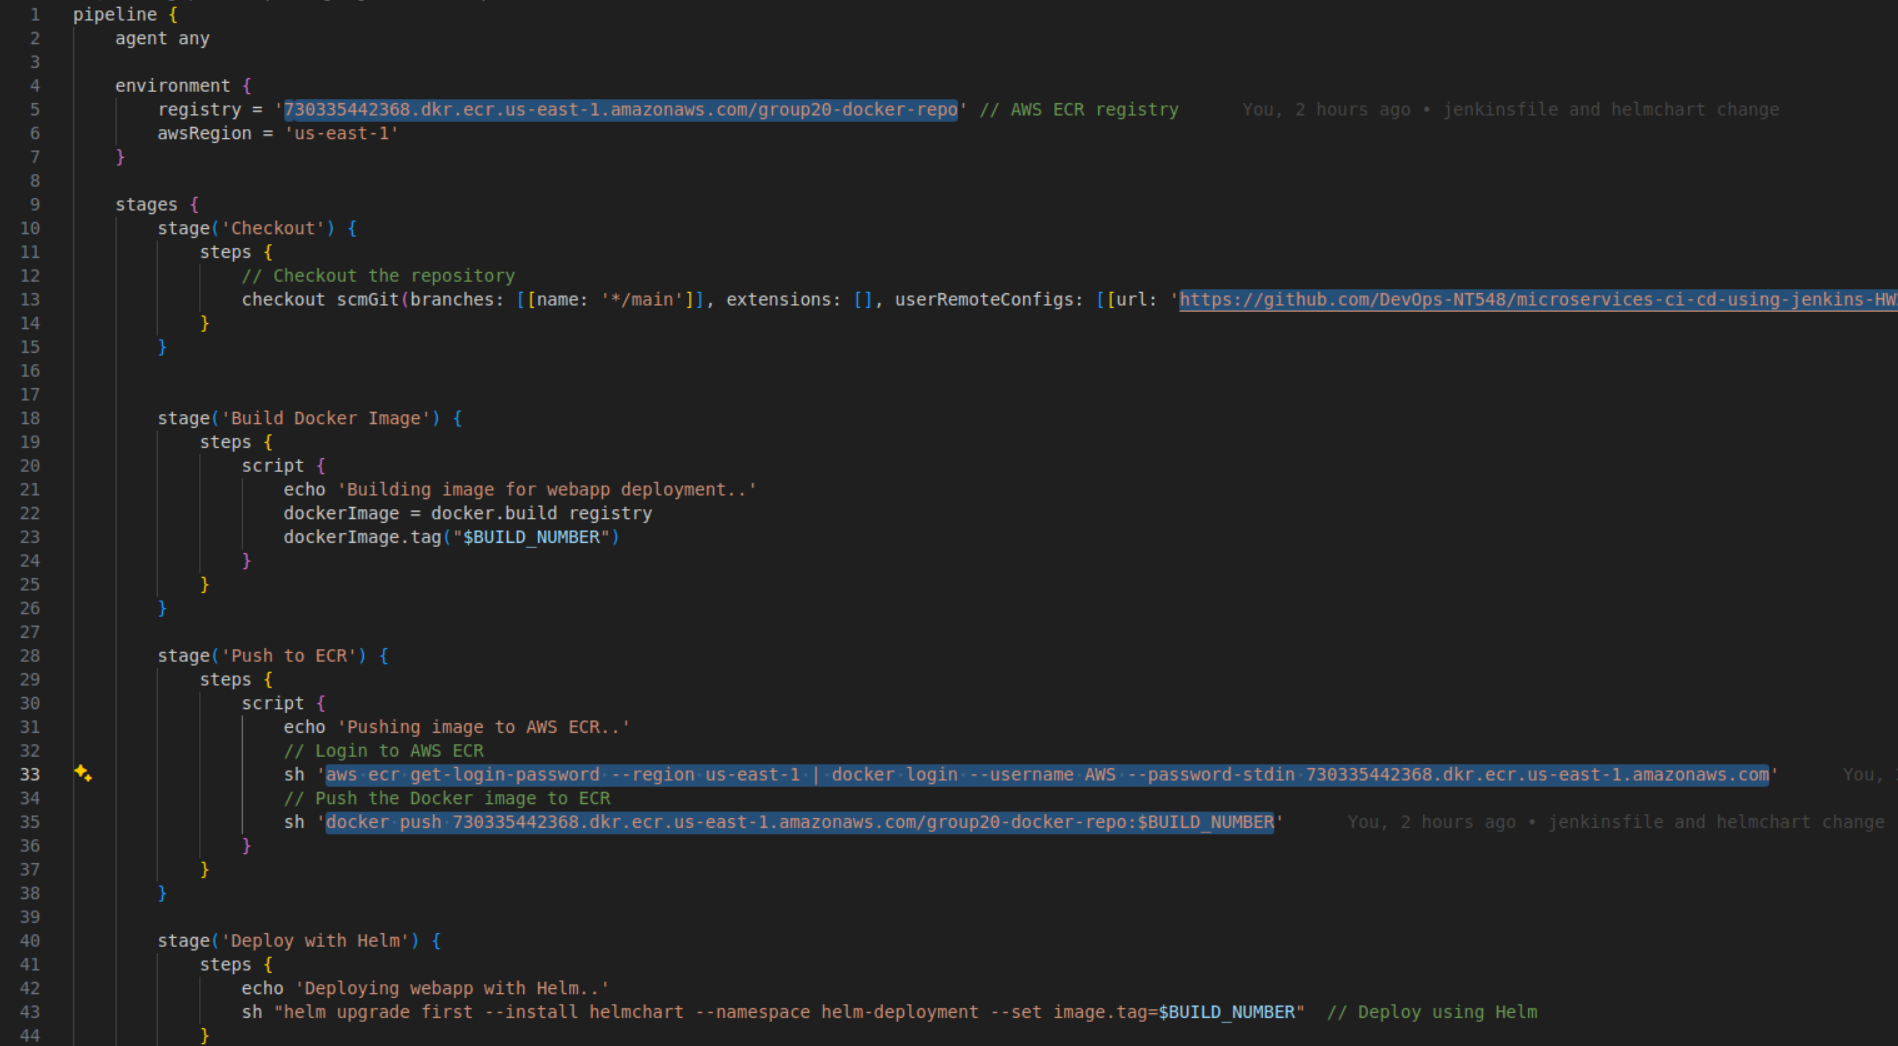 1 pipeline {
2 agent any
3
4 environment {
5 registry = '730335442368.dkr.ecr.us-east-1.amazonaws.com/group20-docker-repo' // AWS ECR registry You, 2 hours ago • jenkinsfile and helmchart change
6 awsRegion = 'us-east-1'
7 }
8
9 stages {
10 stage('Checkout') {
11 steps {
12 // Checkout the repository
13 checkout scmGit(branches: [[name: '*/main']], extensions: [], userRemoteConfigs: [[url: 'https://github.com/DevOps-NT548/microservices-ci-cd-using-jenkins-HW
14 }
15 }
16
17
18 stage('Build Docker Image') {
19 steps {
20 script {
21 echo 'Building image for webapp deployment..'
22 dockerImage = docker.build registry
23 dockerImage.tag("$BUILD_NUMBER")
24 }
25 }
26 }
27
28 stage('Push to ECR') {
29 steps {
30 script {
31 echo 'Pushing image to AWS ECR..'
32 // Login to AWS ECR
33 sh 'aws ecr get-login-password --region us-east-1 | docker login --username AWS --password-stdin 730335442368.dkr.ecr.us-east-1.amazonaws.com' You,
34 // Push the Docker image to ECR
35 sh 'docker push 730335442368.dkr.ecr.us-east-1.amazonaws.com/group20-docker-repo:$BUILD_NUMBER' You, 2 hours ago • jenkinsfile and helmchart change
36 }
37 }
38 }
39
40 stage('Deploy with Helm') {
41 steps {
42 echo 'Deploying webapp with Helm..'
43 sh "helm upgrade first --install helmchart --namespace helm-deployment --set image.tag=$BUILD_NUMBER" // Deploy using Helm
44 }